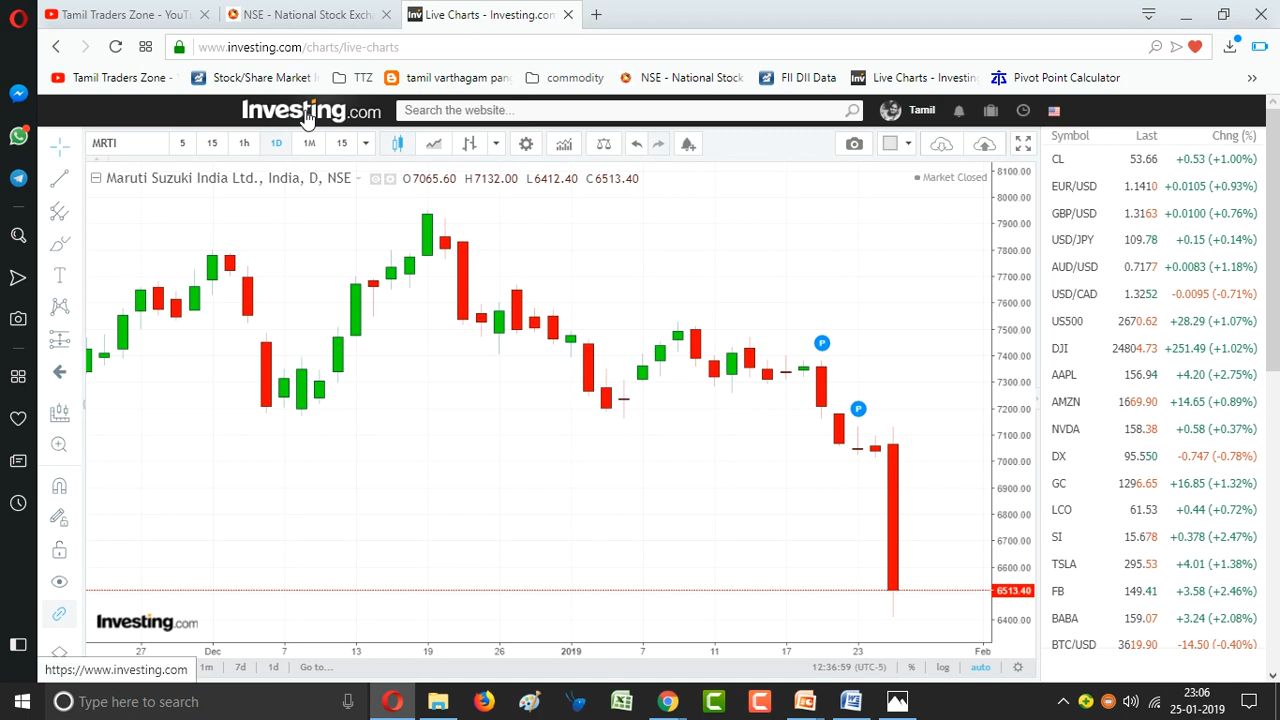 Tamil Traders Zone - YouT
NSE - National Stock Exch
Live Charts - Investing.com
www.investing.com/charts/live-charts
Tamil Traders Zone -
Stock/Share Market I
TTZ
tamil varthagam pan
commodity
NSE - National Stock
FII DII Data
Live Charts - Investin
Pivot Point Calculator
Investing.com
Search the website...
Tamil
MRTI
5
15
1h
1D
1M
15
Maruti Suzuki India Ltd., India, D, NSE
O7065.60 H7132.00 L6412.40 C6513.40
Market Closed
8100.00
8000.00
7900.00
7800.00
7700.00
7600.00
7500.00
7400.00
7300.00
7200.00
7100.00
7000.00
6900.00
6800.00
6700.00
6600.00
6513.40
6400.00
P
P
Investing.com
27 Dec 7 13 19 26 2019 7 11 17 23 Feb
https://www.investing.com
1m 7d 1d Go to...
12:36:59 (UTC-5) % log auto
Symbol Last Chng (%)
CL 53.66 +0.53 (+1.00%)
EUR/USD 1.1410 +0.0105 (+0.93%)
GBP/USD 1.3163 +0.0100 (+0.76%)
USD/JPY 109.78 +0.15 (+0.14%)
AUD/USD 0.7177 +0.0083 (+1.18%)
USD/CAD 1.3252 -0.0095 (-0.71%)
US500 2670.62 +28.29 (+1.07%)
DJI 24804.73 +251.49 (+1.02%)
AAPL 156.94 +4.20 (+2.75%)
AMZN 1669.90 +14.65 (+0.89%)
NVDA 158.38 +0.58 (+0.37%)
DX 95.550 -0.747 (-0.78%)
GC 1296.65 +16.85 (+1.32%)
LCO 61.53 +0.44 (+0.72%)
SI 15.678 +0.378 (+2.47%)
TSLA 295.53 +4.01 (+1.38%)
FB 149.41 +3.58 (+2.46%)
BABA 159.07 +3.24 (+2.08%)
BTC/USD 3619.90 -14.50 (-0.40%)
Type here to search
23:06
25-01-2019